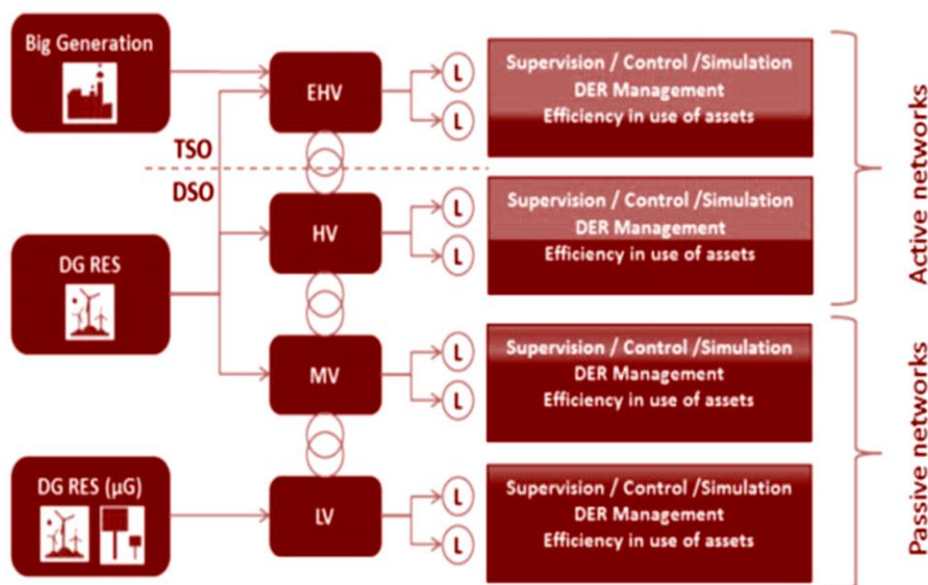 Big Generation
EHV
L
L
Supervision / Control /Simulation
DER Management
Efficiency in use of assets
TSO
DSO
DG RES
HV
L
L
Supervision / Control /Simulation
DER Management
Efficiency in use of assets
Active networks
MV
L
L
Supervision / Control /Simulation
DER Management
Efficiency in use of assets
DG RES (µG)
LV
L
L
Supervision / Control /Simulation
DER Management
Efficiency in use of assets
Passive networks